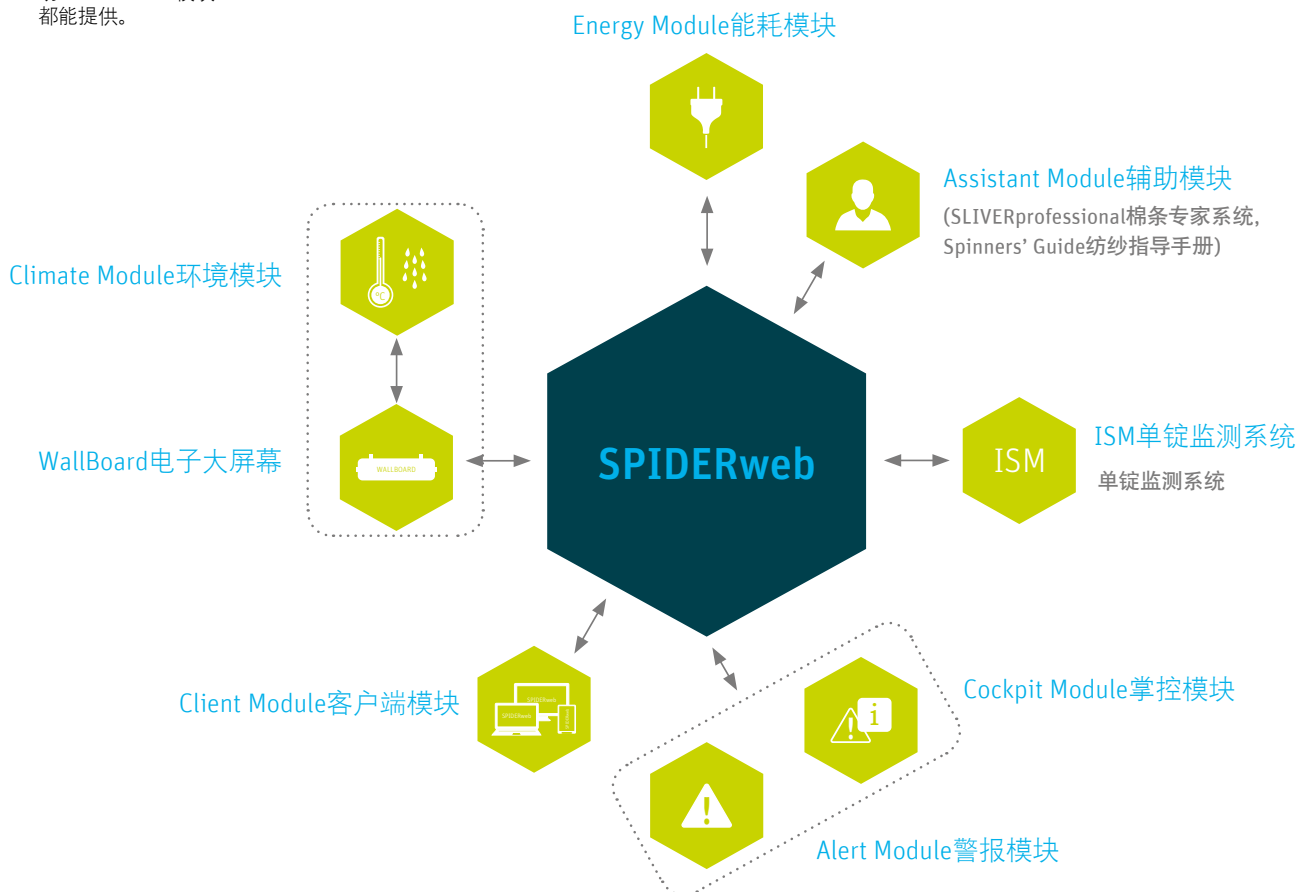 都能提供。
Energy Module能耗模块
Assistant Module辅助模块
(SLIVERprofessional棉条专家系统,
Spinners’ Guide纺纱指导手册)
Climate Module环境模块
°C
WallBoard电子大屏幕
WALLBOARD
SPIDERweb
ISM
ISM单锭监测系统
单锭监测系统
Client Module客户端模块
SPIDERweb
SPIDERweb
Cockpit Module掌控模块
i
Alert Module警报模块